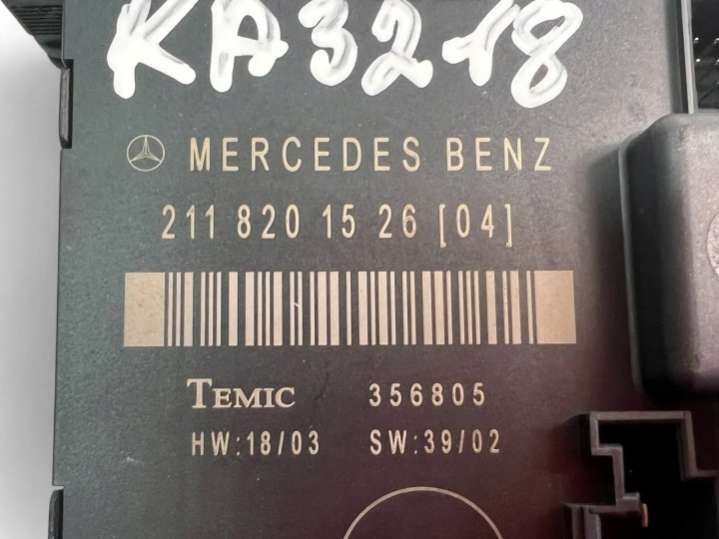 KA3218
MERCEDES BENZ
211 820 15 26 [04]
TEMIC 356805
HW:18/03 SW:39/02